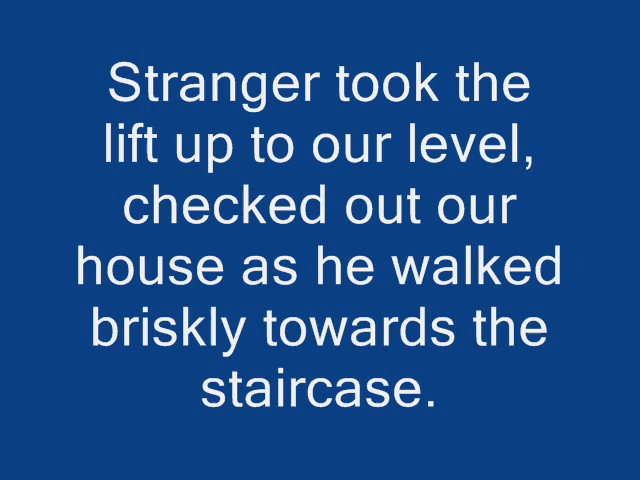 Stranger took the
lift up to our level,
checked out our
house as he walked
briskly towards the
staircase.